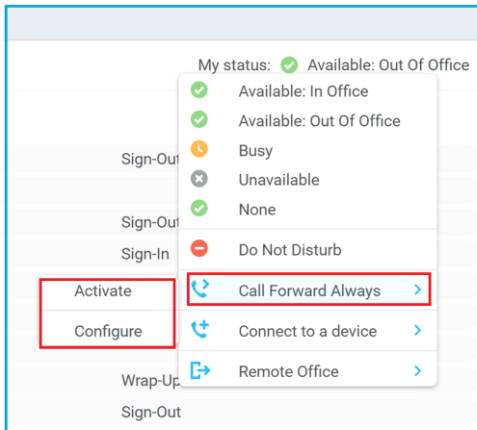 My status: Available: Out Of Office
Available: In Office
Available: Out Of Office
Busy
Sign-Out
Unavailable
None
Sign-Out
Do Not Disturb
Sign-In
Activate
Call Forward Always
Configure
Connect to a device
Remote Office
Wrap-Up
Sign-Out